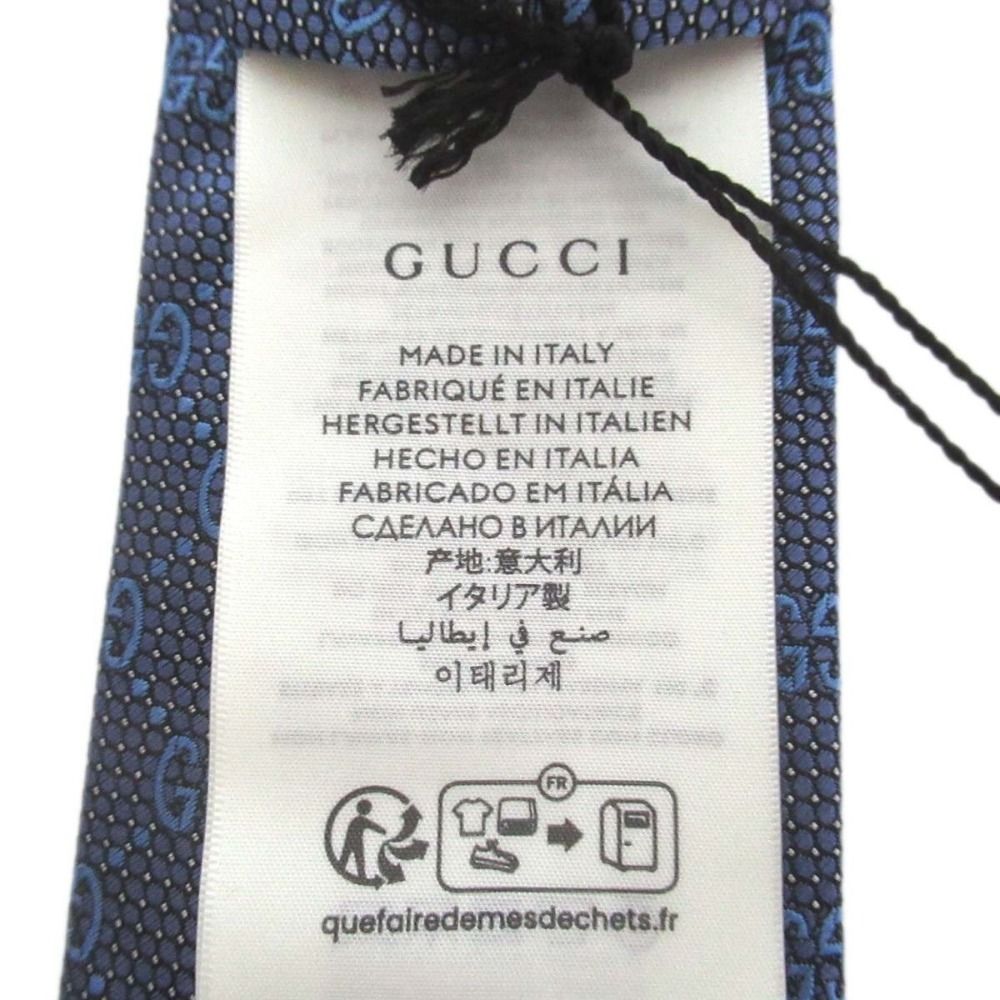 GUCCI
MADE IN ITALY
FABRIQUÉ EN ITALIE
HERGESTELLT IN ITALIEN
HECHO EN ITALIA
FABRICADO EM ITÁLIA
СДЕЛАНО В ИТАЛИИ
产地:意大利
イタリア製
صنع في إيطاليا
이태리제
FR
quefairedemesdechets.fr